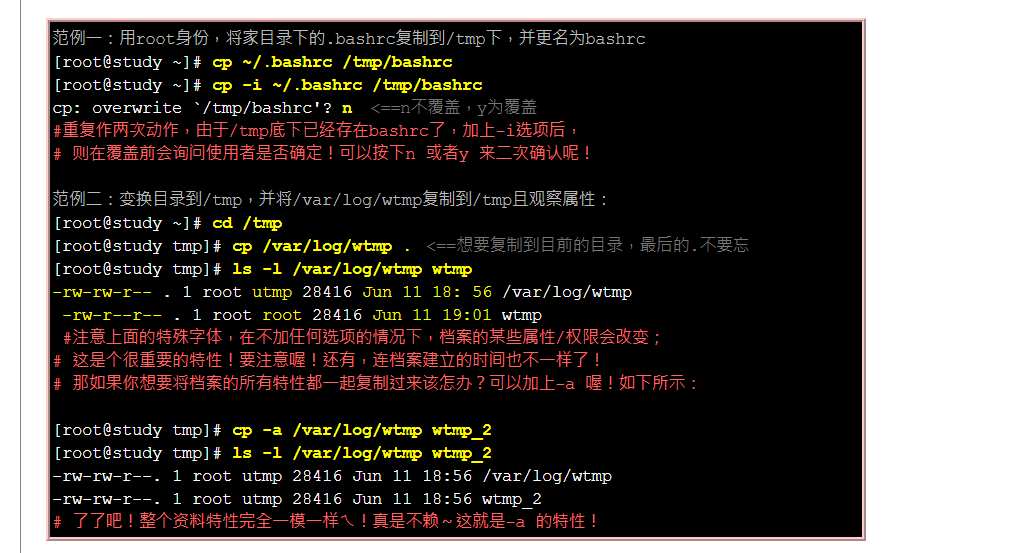 范例一：用root身份，将家目录下的.bashrc复制到/tmp下，并更名为bashrc
[root@study ~]# cp ~/.bashrc /tmp/bashrc
[root@study ~]# cp -i ~/.bashrc /tmp/bashrc
cp: overwrite `/tmp/bashrc'? n  <==n不覆盖，y为覆盖
#重复作两次动作，由于/tmp底下已经存在bashrc了，加上-i选项后，
# 则在覆盖前会询问使用者是否确定！可以按下n 或者y 来二次确认呢！
范例二：变换目录到/tmp，并将/var/log/wtmp复制到/tmp且观察属性：
[root@study ~]# cd /tmp
[root@study tmp]# cp /var/log/wtmp . <==想要复制到目前的目录，最后的.不要忘
[root@study tmp]# ls -l /var/log/wtmp wtmp
-rw-rw-r-- . 1 root utmp 28416 Jun 11 18: 56 /var/log/wtmp
-rw-r--r-- . 1 root root 28416 Jun 11 19:01 wtmp
#注意上面的特殊字体，在不加任何选项的情况下，档案的某些属性/权限会改变；
# 这是个很重要的特性！要注意喔！还有，连档案建立的时间也不一样了！
# 那如果你想要将档案的所有特性都一起复制过来该怎办？可以加上-a 喔！如下所示：
[root@study tmp]# cp -a /var/log/wtmp wtmp_2
[root@study tmp]# ls -l /var/log/wtmp wtmp_2
-rw-rw-r--. 1 root utmp 28416 Jun 11 18:56 /var/log/wtmp
-rw-rw-r--. 1 root utmp 28416 Jun 11 18:56 wtmp_2
# 了了吧！整个资料特性完全一模一样ㄟ！真是不赖～这就是-a 的特性！